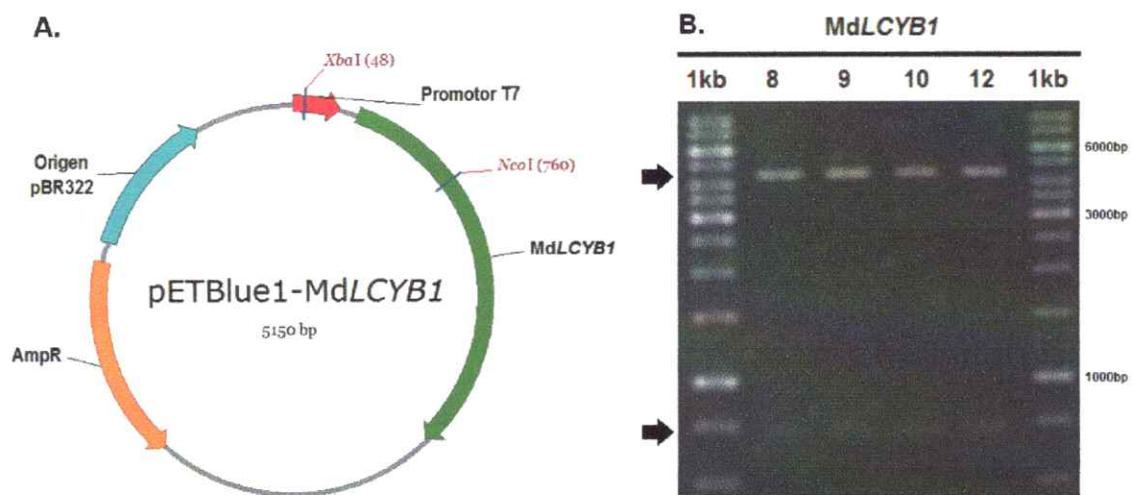 A.
XbaI (48)
Promotor T7
Origen
pBR322
NcoI (760)
MdLCYB1
pETBlue1-MdLCYB1
5150 bp
AmpR
B.
MdLCYB1
1kb 8 9 10 12 1kb
6000bp
3000bp
1000bp